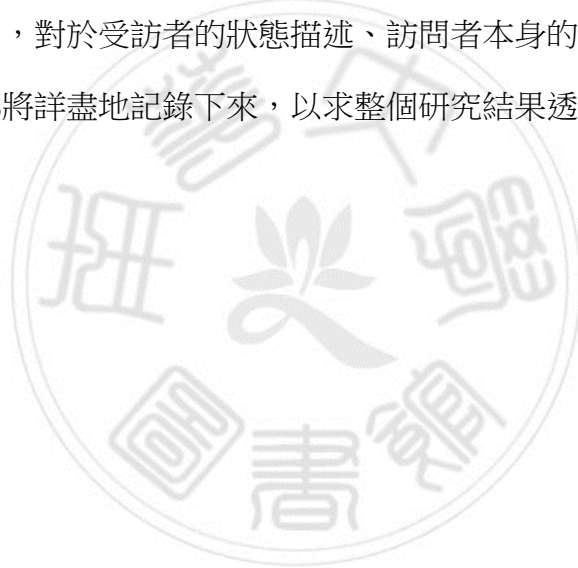 ，對於受訪者的狀態描述、訪問者本身的
將詳盡地記錄下來，以求整個研究結果透
書